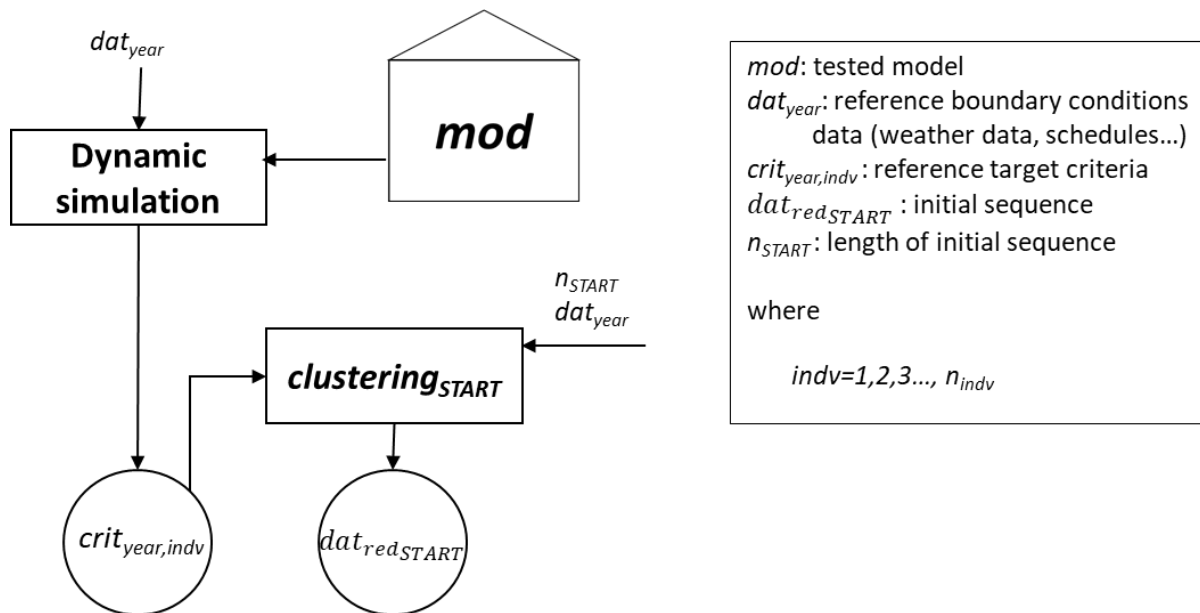 dat_year
mod
Dynamic
simulation
n_START
dat_year
clustering_START
crit_year,indv
dat_red_START
mod: tested model
dat_year: reference boundary conditions
data (weather data, schedules...)
crit_year,indv : reference target criteria
dat_red_START : initial sequence
n_START : length of initial sequence
where
indv=1,2,3..., n_indv